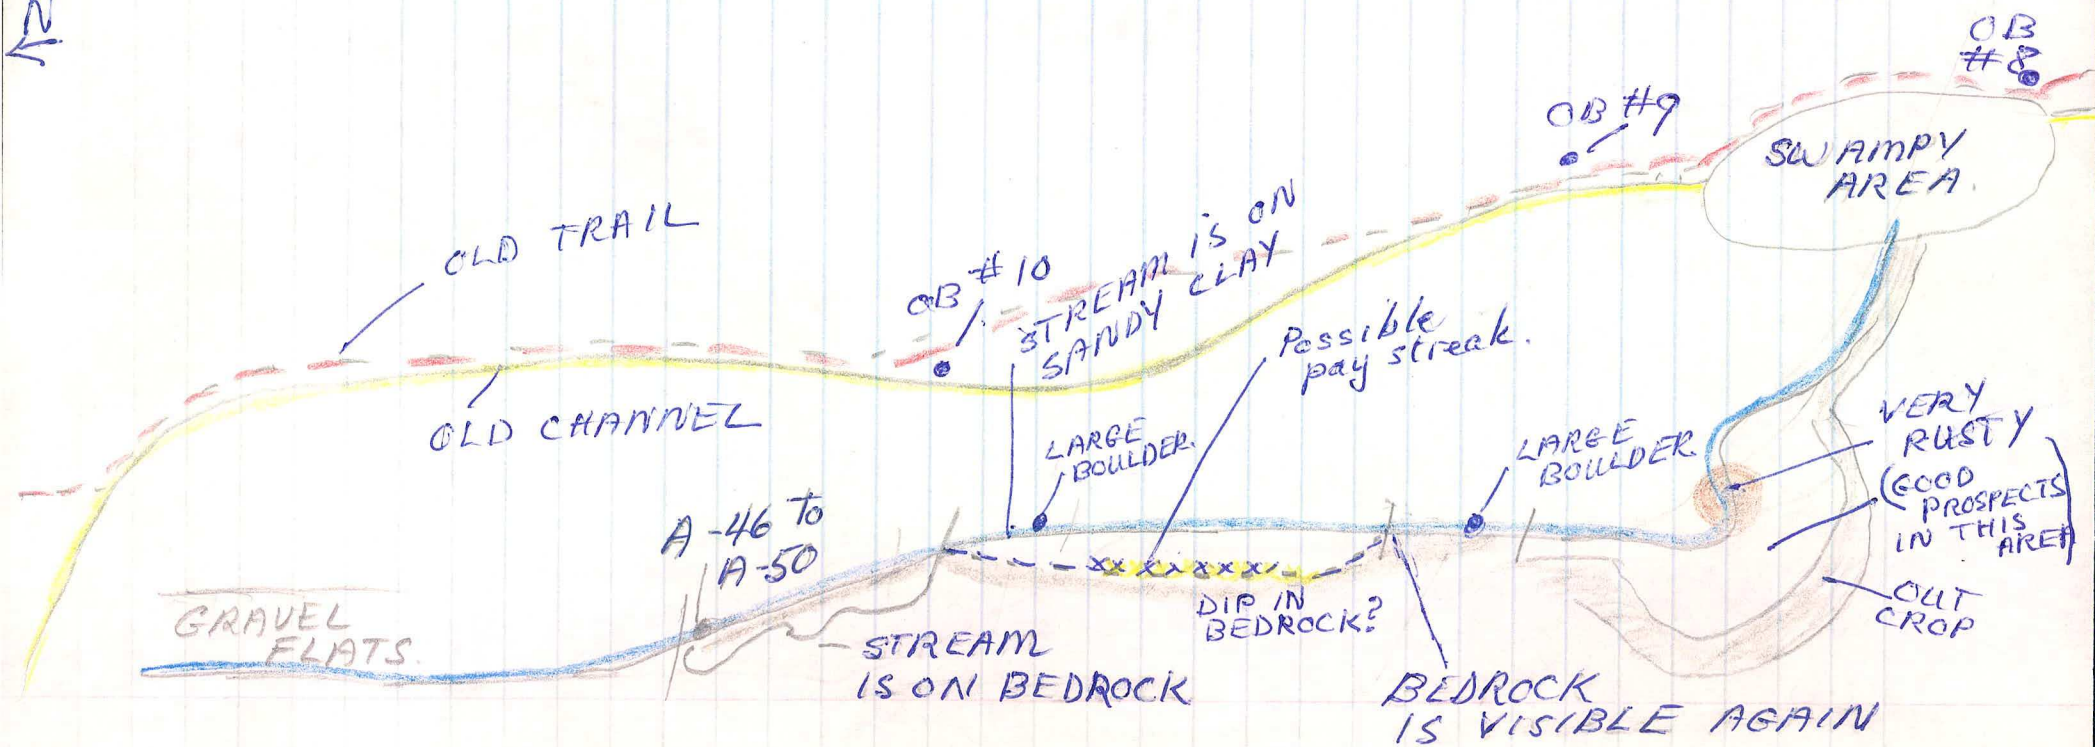 N
OB
#8
OB #9
SWAMPY
AREA.
OLD TRAIL
OB #10
STREAM IS ON
SANDY CLAY
Possible
pay streak.
OLD CHANNEL
LARGE
BOULDER.
LARGE
BOULDER.
VERY
RUSTY
(GOOD
PROSPECTS
IN THIS
AREA)
A-46 To
A-50
GRAVEL
FLATS.
DIP IN
BEDROCK?
OUT
CROP
STREAM
IS ON BEDROCK
BEDROCK
IS VISIBLE AGAIN